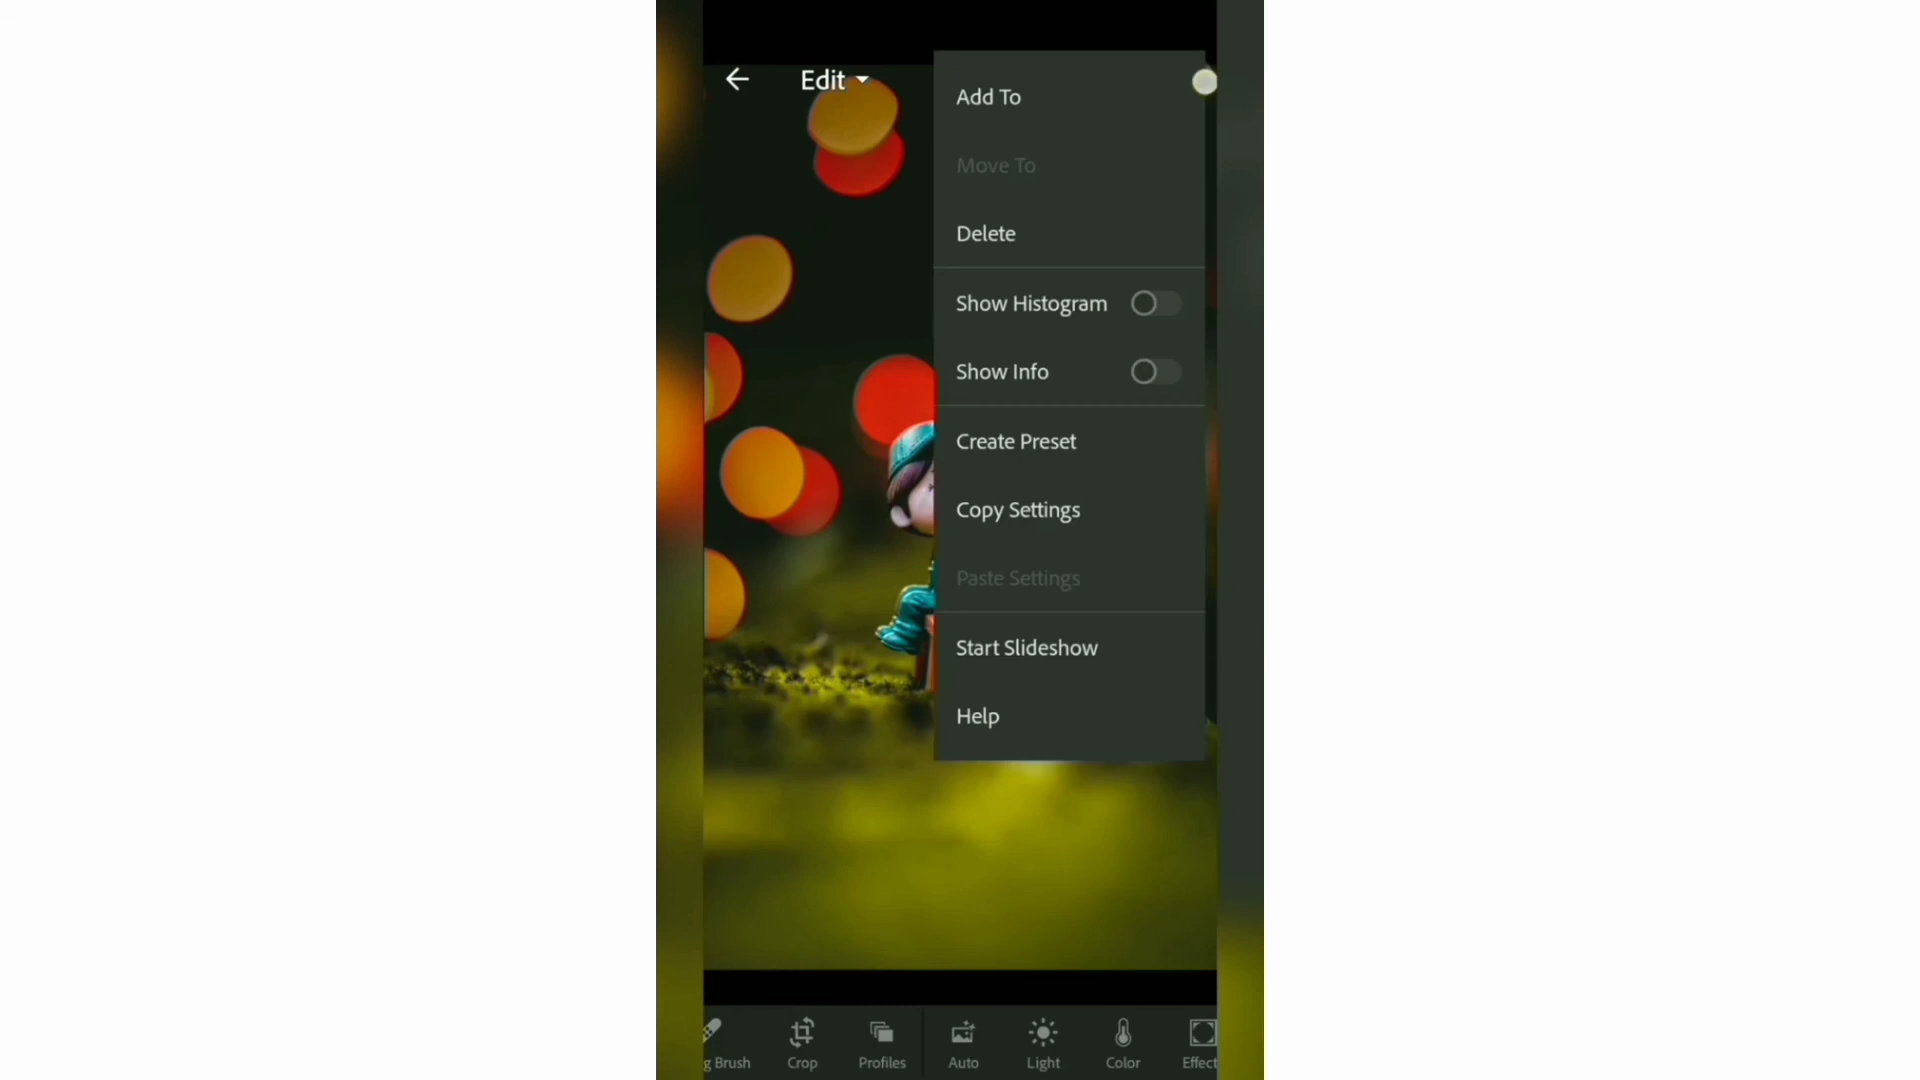 Edit
Add To
Move To
Delete
Show Histogram
Show Info
Create Preset
Copy Settings
Paste Settings
Start Slideshow
Help
g Brush
Crop
Profiles
Auto
Light
Color
Effect